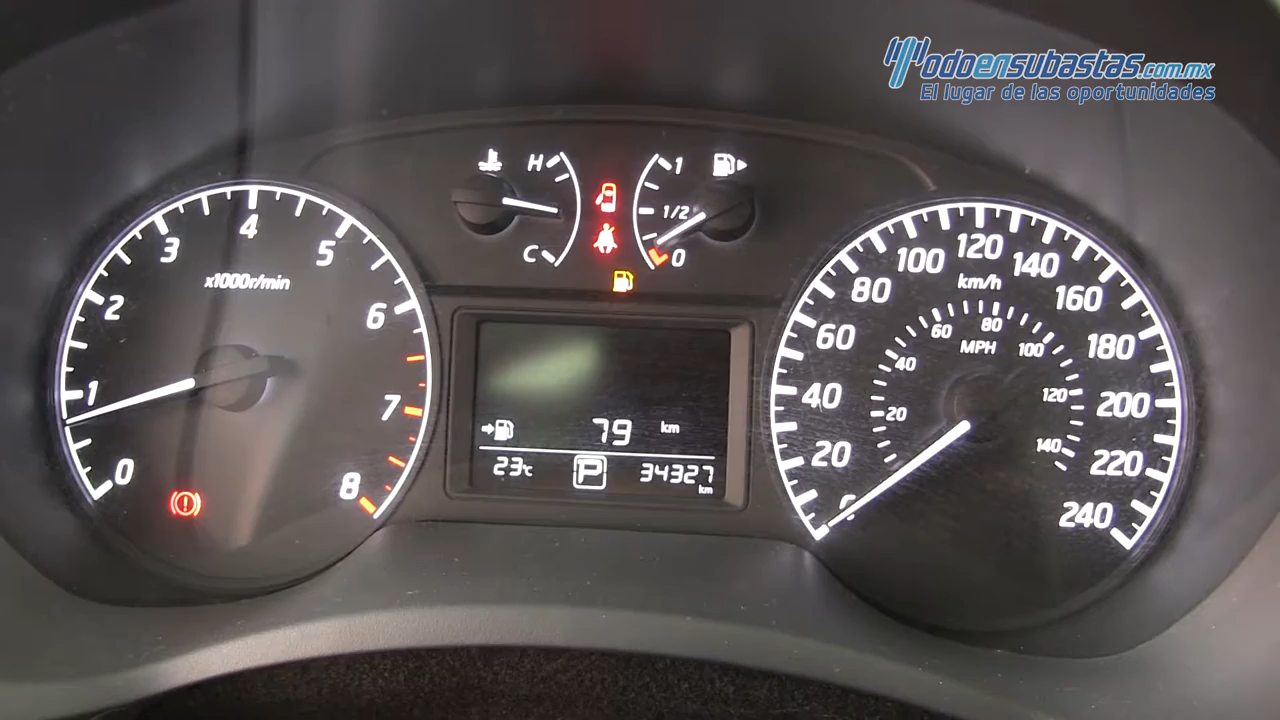 Todoensubastas.com.mx
El lugar de las oportunidades
H
C
1
1/2
0
x1000r/min
0
1
2
3
4
5
6
7
8
79 km
23°C
P
34327 km
km/h
0
20
40
60
80
100
120
140
160
180
200
220
240
MPH
20
40
60
80
100
120
140